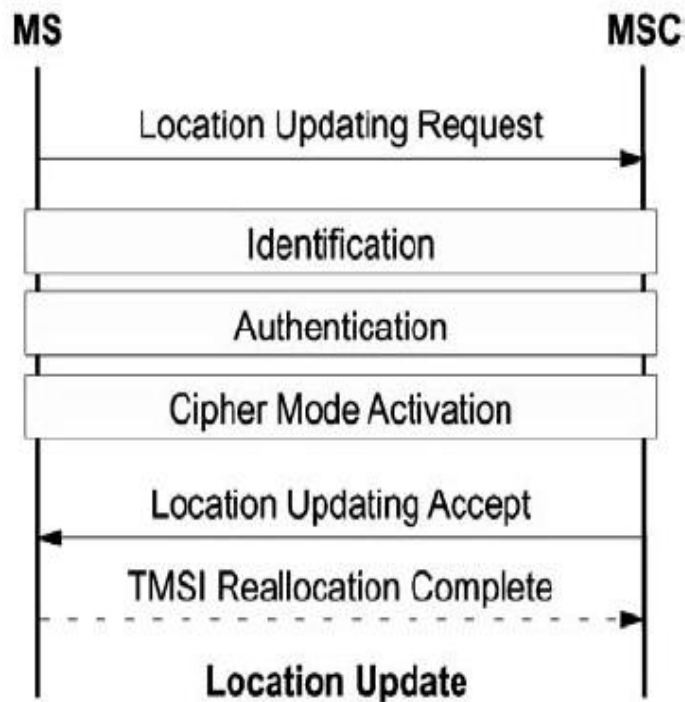 MS MSC
Location Updating Request
Identification
Authentication
Cipher Mode Activation
Location Updating Accept
TMSI Reallocation Complete
Location Update